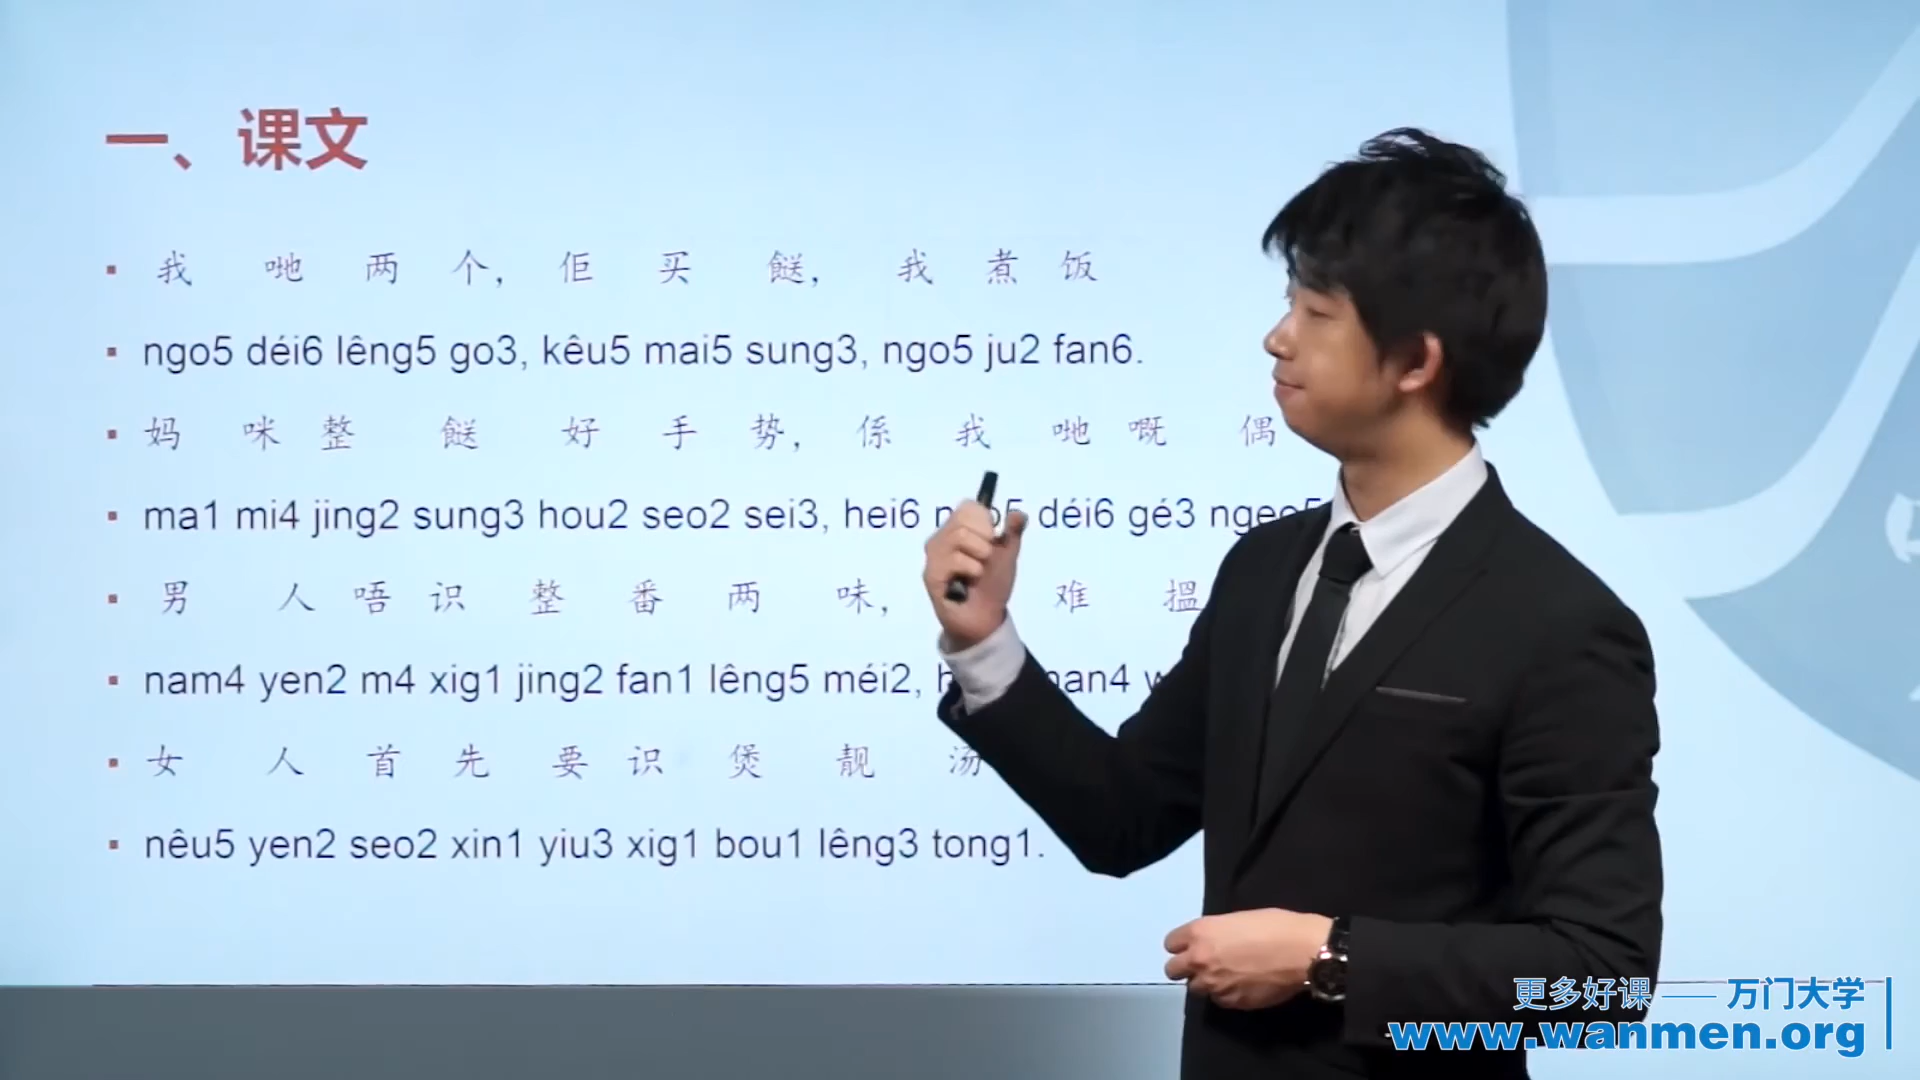 一、课文
▪ 我 哋 两 个，佢 买 餸，我 煮 饭
▪ ngo5 déi6 lêng5 go3, kêu5 mai5 sung3, ngo5 ju2 fan6.
▪ 妈 咪 整 餸 好 手 势，係 我 哋 嘅 偶
▪ ma1 mi4 jing2 sung3 hou2 seo2 sei3, hei6 déi6 gé3 ngeo5
▪ 男 人 唔 识 整 番 两 味， 难 揾
▪ nam4 yen2 m4 xig1 jing2 fan1 lêng5 méi2,
▪ 女 人 首 先 要 识 煲 靓 汤
▪ nêu5 yen2 seo2 xin1 yiu3 xig1 bou1 lêng3 tong1.
更多好课 —— 万门大学
www.wanmen.org